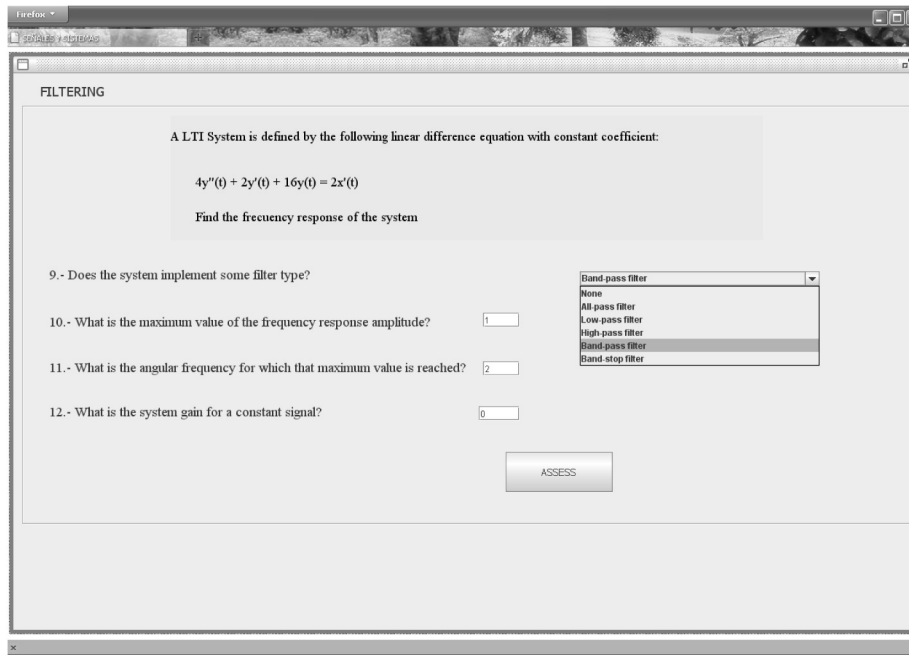 Firefox
SEÑALES Y SISTEMAS
FILTERING
A LTI System is defined by the following linear difference equation with constant coefficient:
4y''(t) + 2y'(t) + 16y(t) = 2x'(t)
Find the frecuency response of the system
9.- Does the system implement some filter type?
Band-pass filter
None
All-pass filter
Low-pass filter
High-pass filter
Band-pass filter
Band-stop filter
10.- What is the maximum value of the frequency response amplitude?
1
11.- What is the angular frequency for which that maximum value is reached?
2
12.- What is the system gain for a constant signal?
0
ASSESS